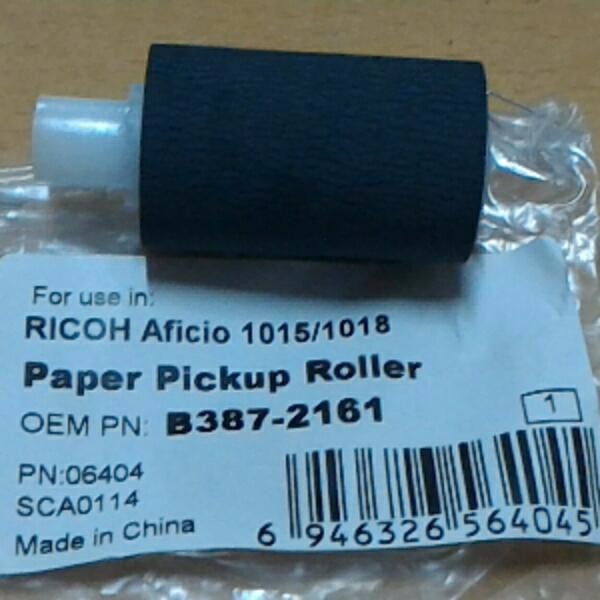 For use in:
RICOH Aficio 1015/1018
Paper Pickup Roller
OEM PN: B387-2161
1
PN:06404
SCA0114
Made in China
6 946326 564045